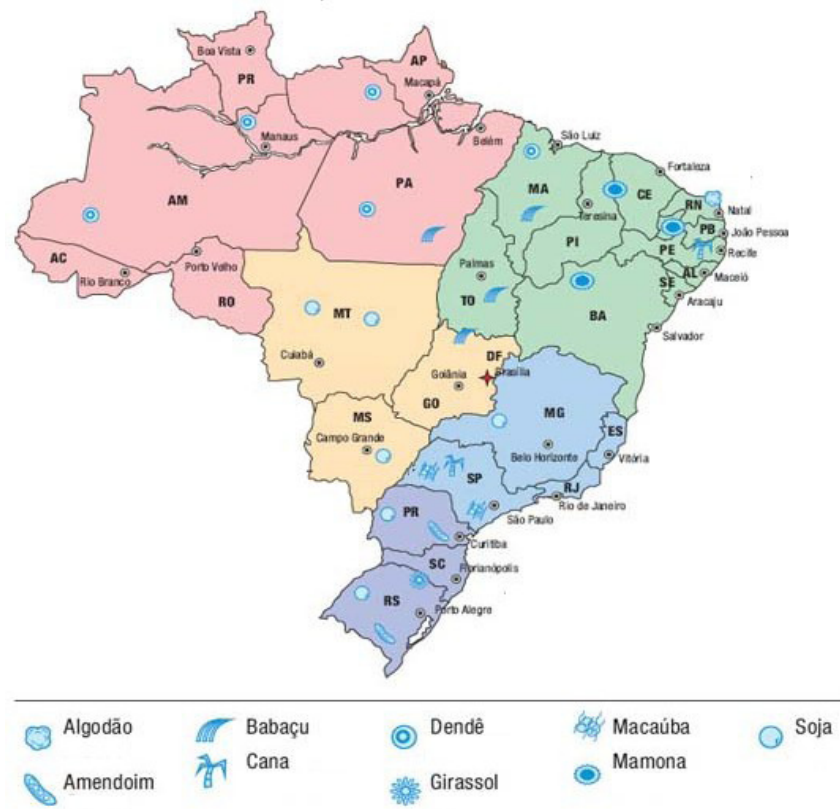 Boa Vista
PR
AP
Macapá
Manaus
Belém
São Luiz
Fortaleza
AM
PA
MA
CE
RN
Natal
Teresina
PB
João Pessoa
PI
PE
Recife
AC
Rio Branco
Porto Velho
RO
Palmas
TO
AL
Maceió
SE
Aracaju
MT
BA
Salvador
Cuiabá
DF
Brasília
Goiânia
GO
MS
MG
Campo Grande
ES
Belo Horizonte
Vitória
SP
RJ
Rio de Janeiro
São Paulo
PR
Curitiba
SC
Florianópolis
RS
Porto Alegre
Algodão
Babaçu
Dendê
Macaúba
Soja
Amendoim
Cana
Girassol
Mamona